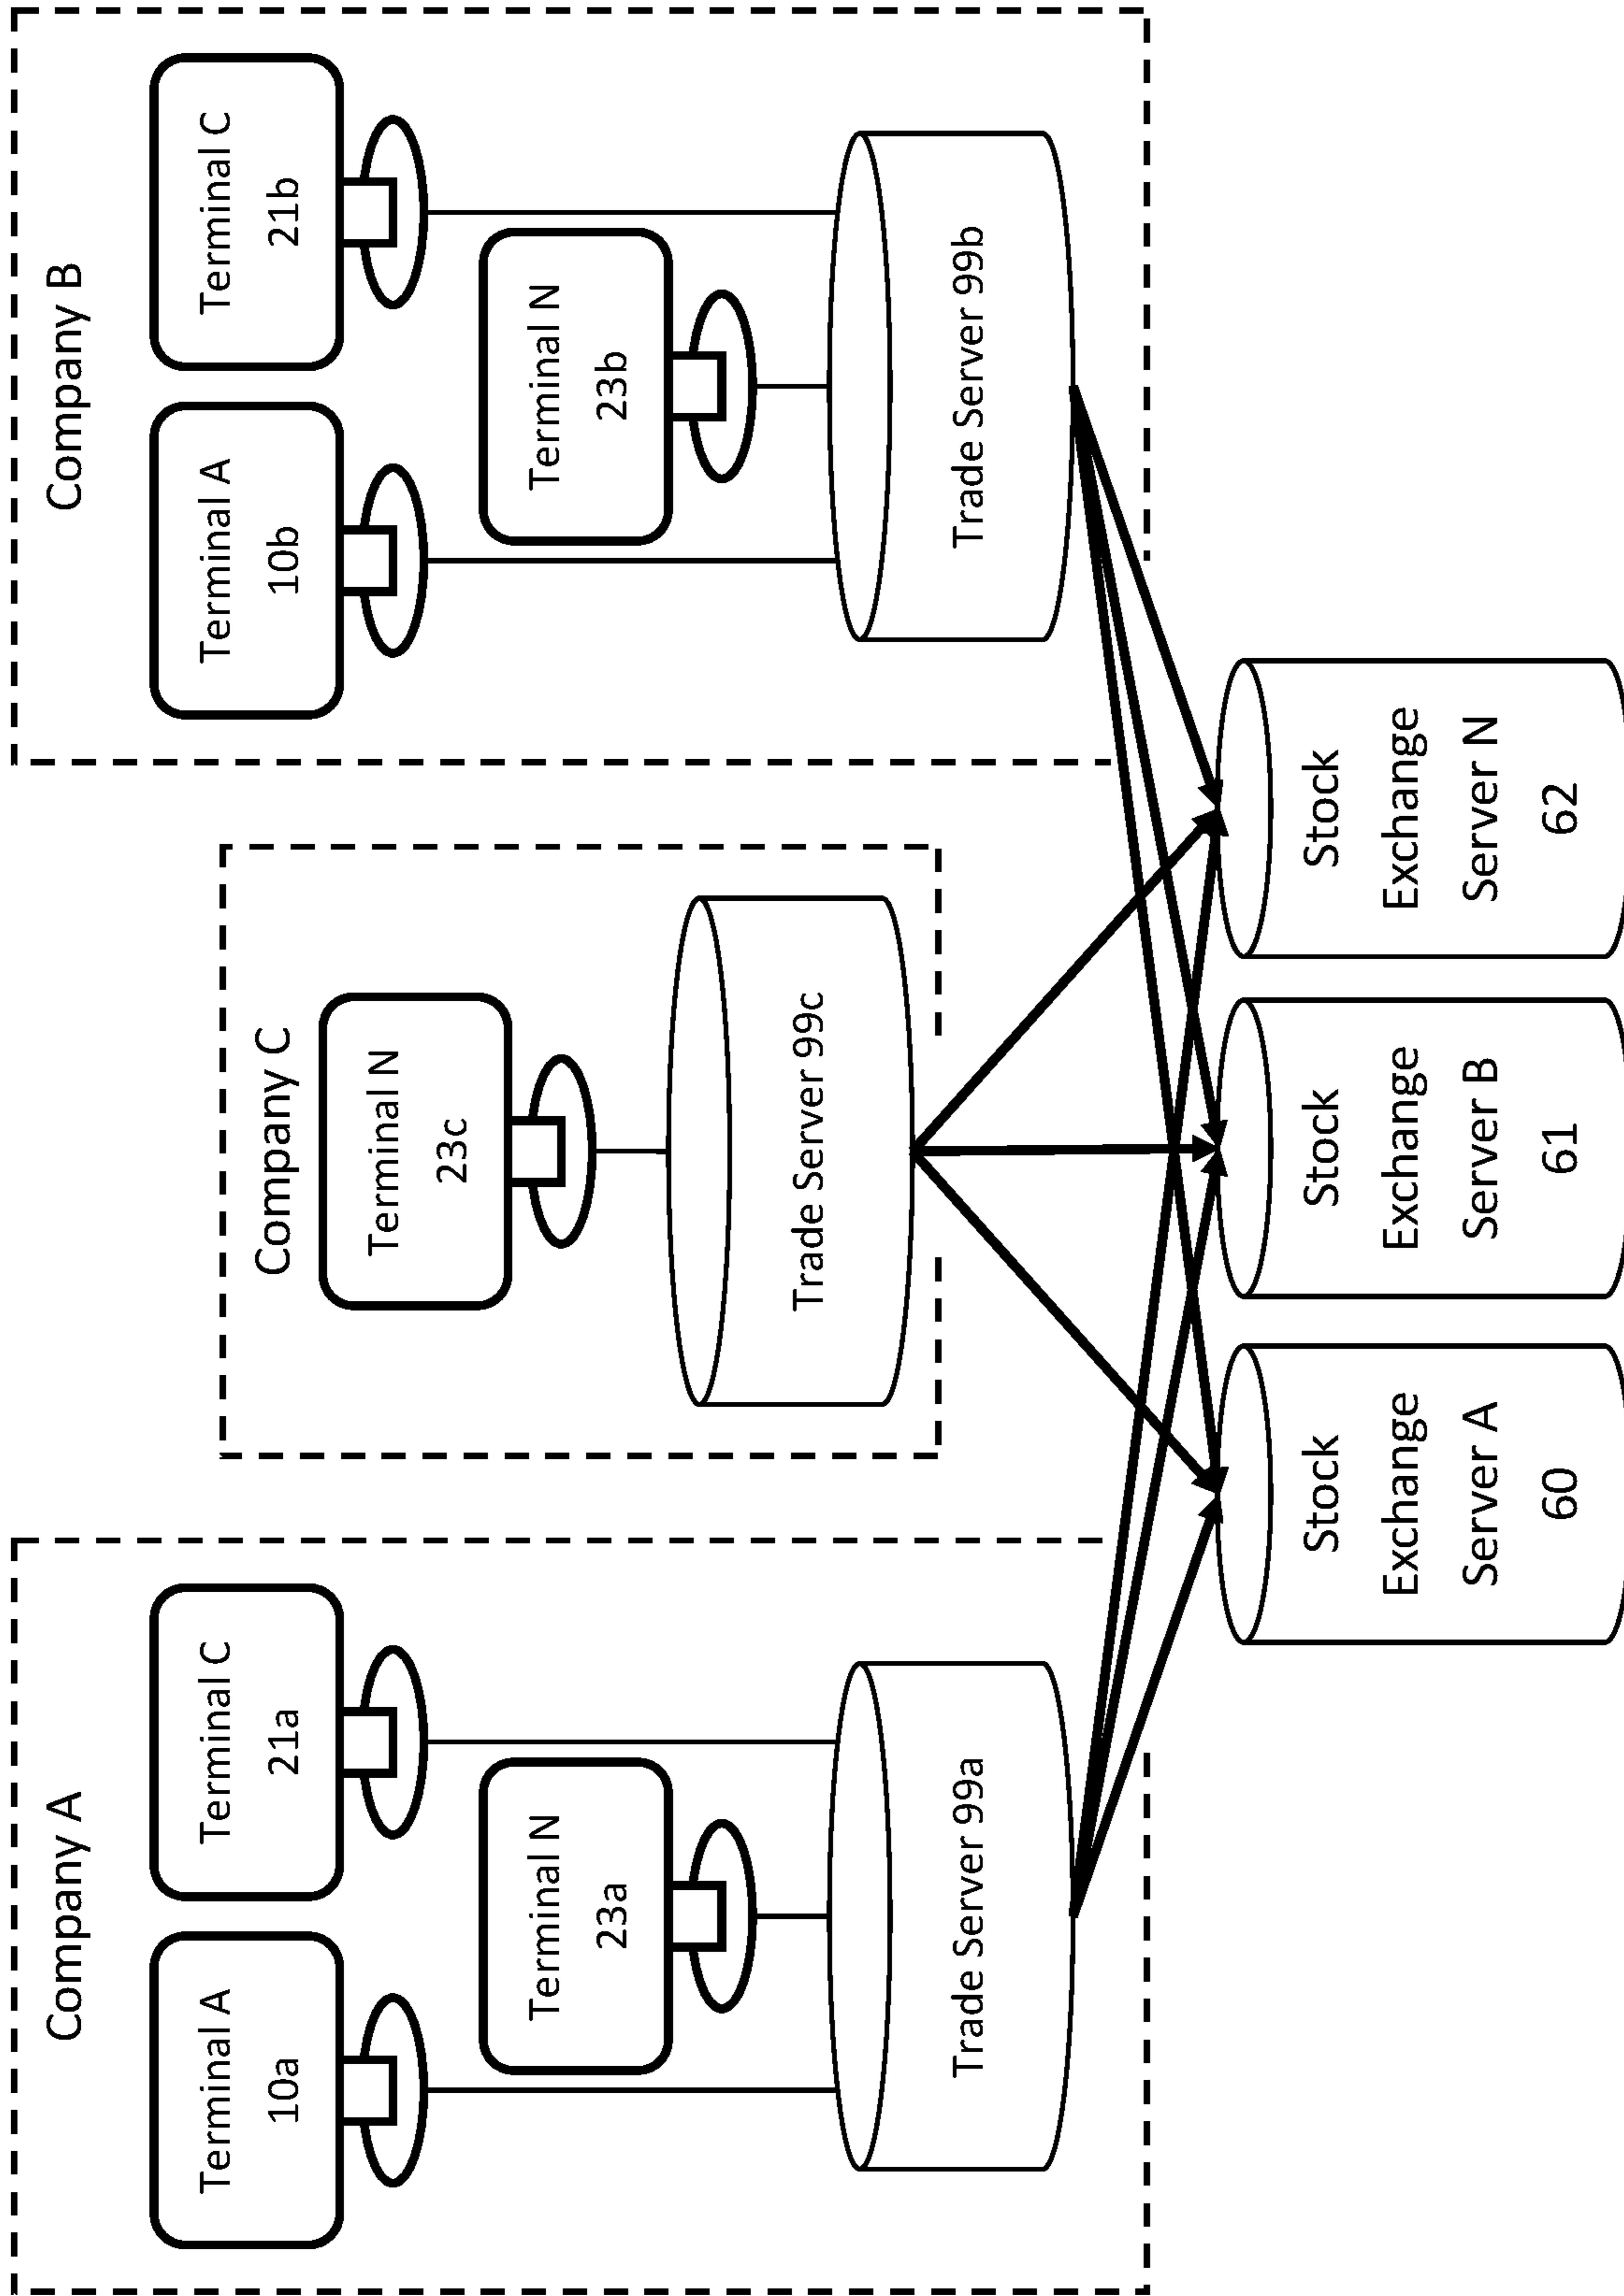 Company A
Terminal A
10a
Terminal C
21a
Terminal N
23a
Trade Server 99a
Company C
Terminal N
23c
Trade Server 99c
Company B
Terminal A
10b
Terminal C
21b
Terminal N
23b
Trade Server 99b
Stock
Exchange
Server A
60
Stock
Exchange
Server B
61
Stock
Exchange
Server N
62